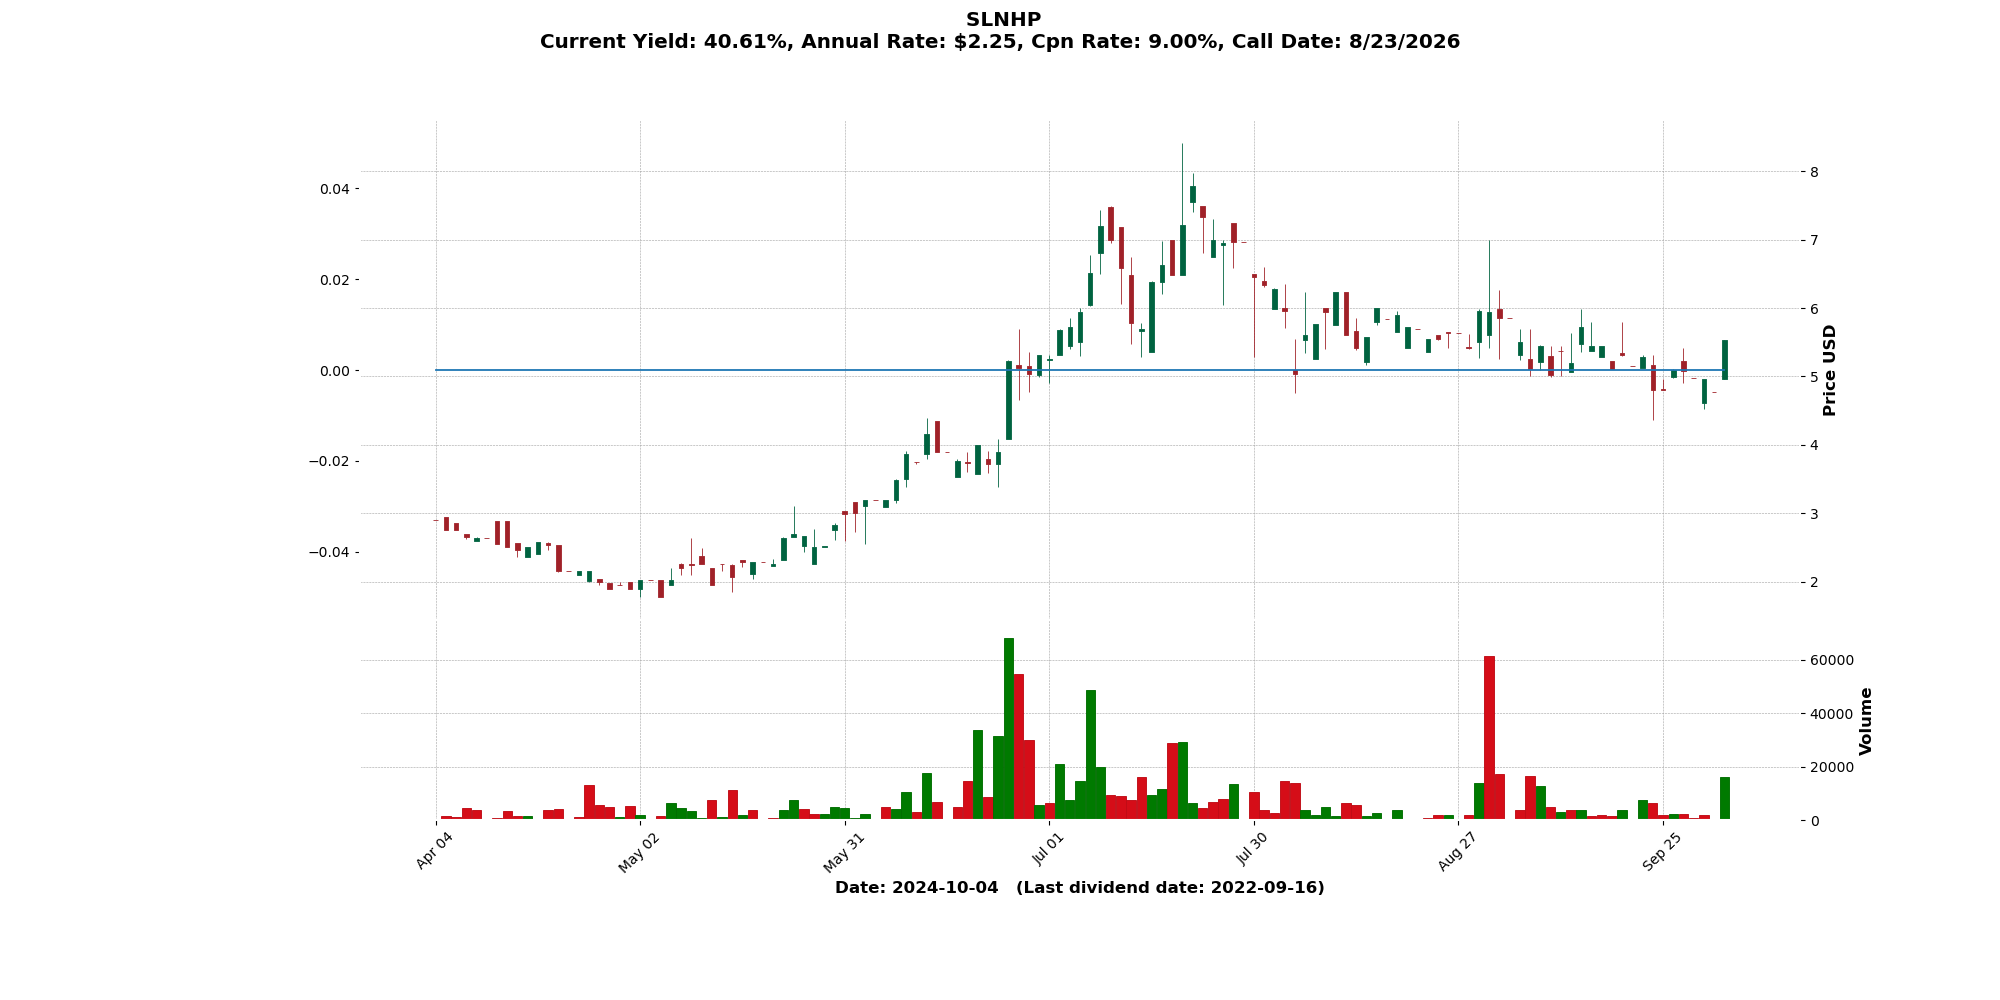 SLNHP
Current Yield: 40.61%, Annual Rate: $2.25, Cpn Rate: 9.00%, Call Date: 8/23/2026
0.04
0.02
0.00
−0.02
−0.04
8
7
6
5
4
3
2
Price USD
60000
40000
20000
0
Volume
Apr 04
May 02
May 31
Jul 01
Jul 30
Aug 27
Sep 25
Date: 2024-10-04   (Last dividend date: 2022-09-16)